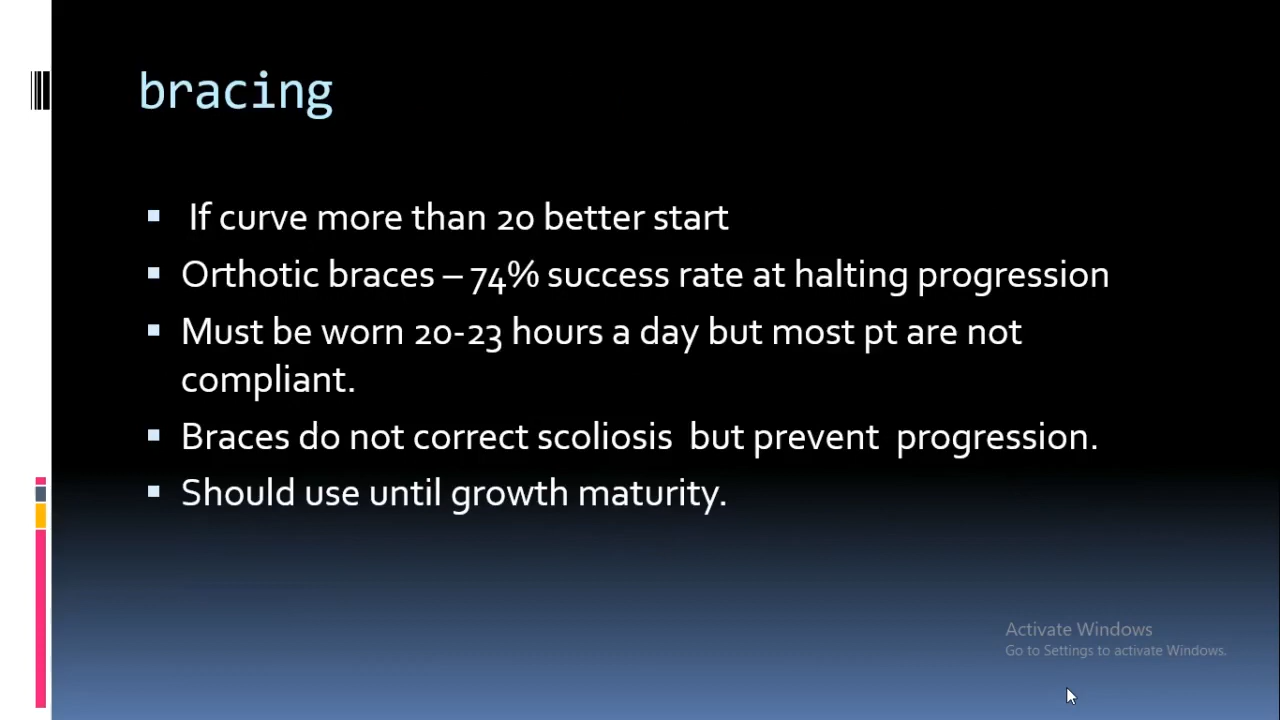 bracing
If curve more than 20 better start
Orthotic braces – 74% success rate at halting progression
Must be worn 20-23 hours a day but most pt are not
compliant.
Braces do not correct scoliosis but prevent progression.
Should use until growth maturity.
Activate Windows
Go to Settings to activate Windows.